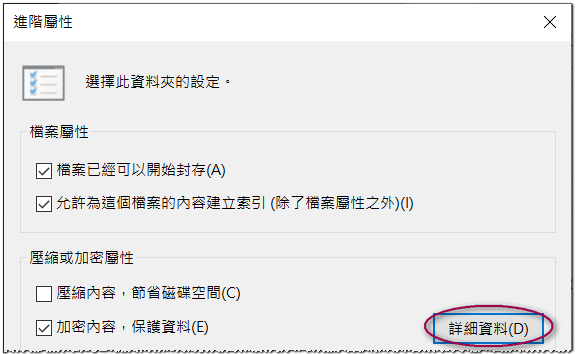 進階屬性
選擇此資料夾的設定。
檔案屬性
檔案已經可以開始封存(A)
允許為這個檔案的內容建立索引 (除了檔案屬性之外)(I)
壓縮或加密屬性
壓縮內容，節省磁碟空間(C)
加密內容，保護資料(E)
詳細資料(D)